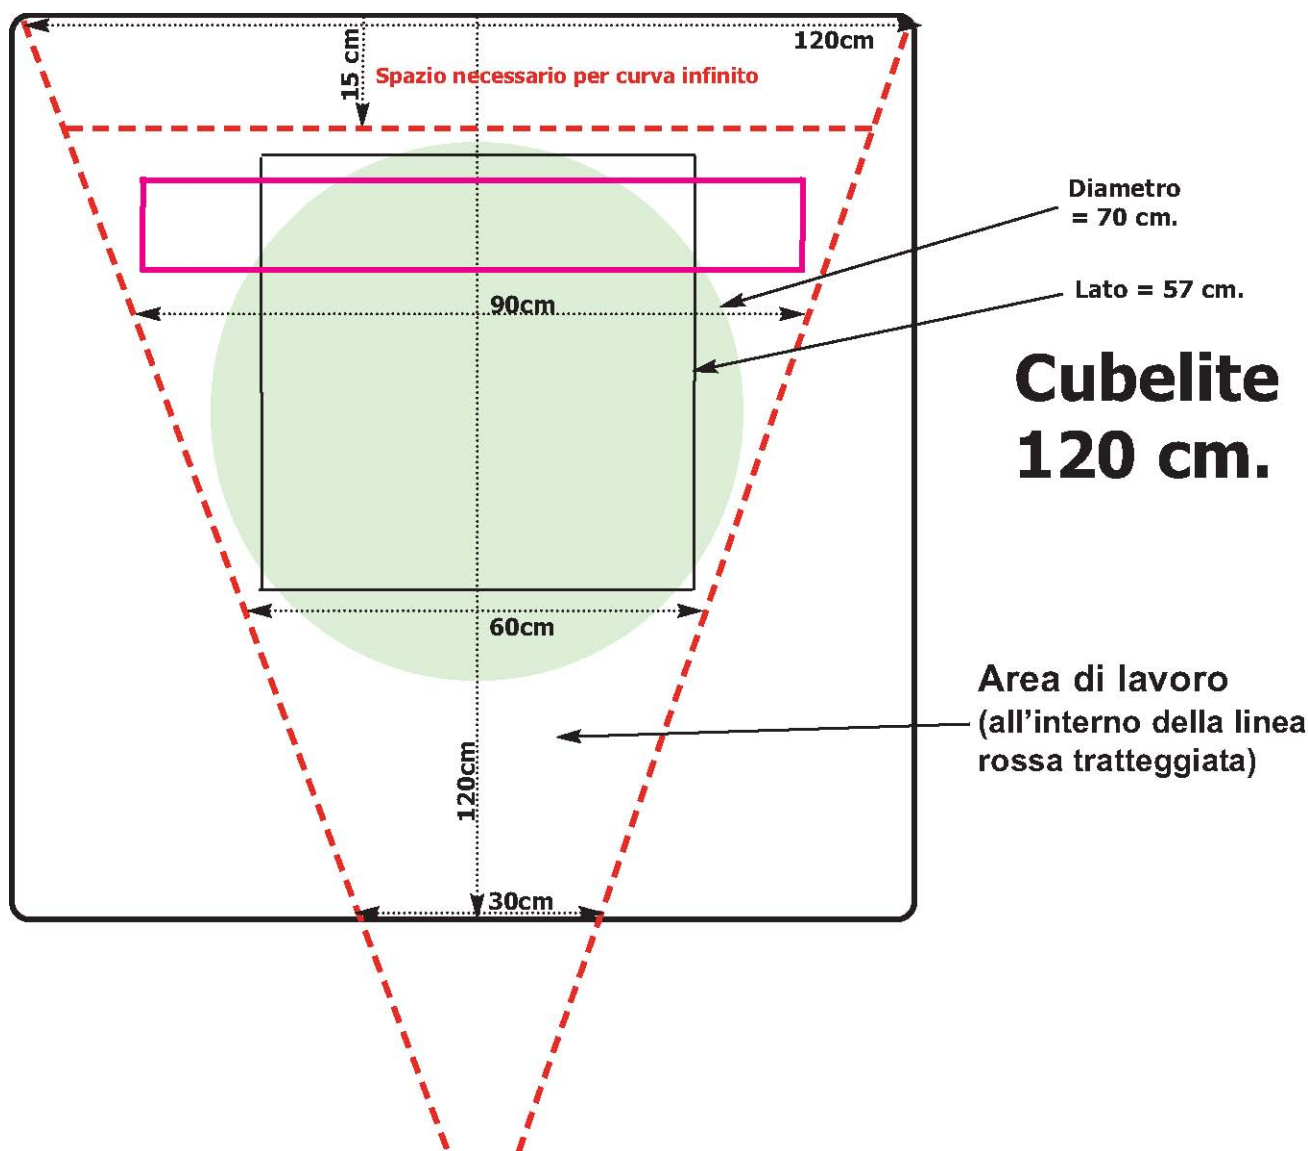 120cm
15 cm
Spazio necessario per curva infinito
Diametro
= 70 cm.
Lato = 57 cm.
90cm
Cubelite
120 cm.
60cm
Area di lavoro
(all'interno della linea
rossa tratteggiata)
120cm
30cm